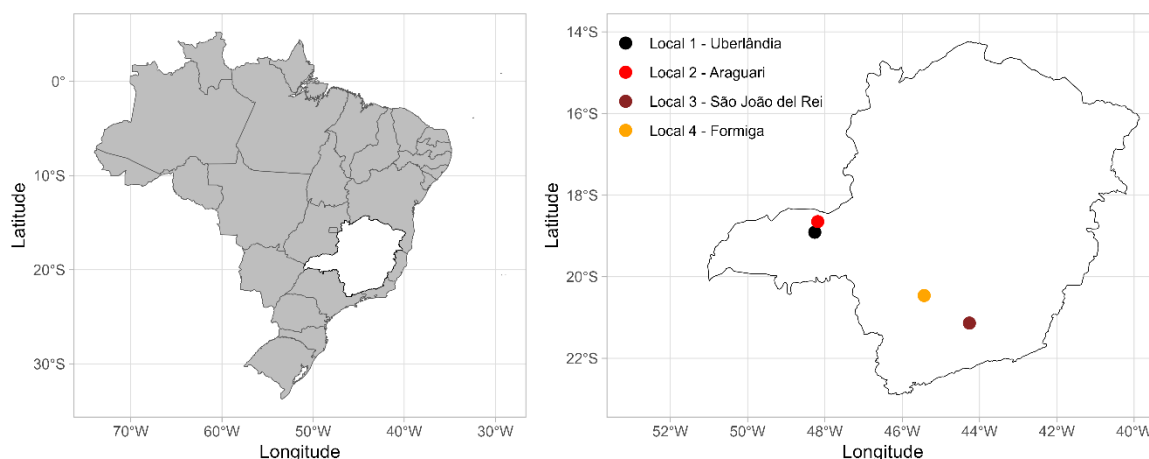 0°
10°S
20°S
30°S
Latitude
70°W 60°W 50°W 40°W 30°W
Longitude
Local 1 - Uberlândia
Local 2 - Araguari
Local 3 - São João del Rei
Local 4 - Formiga
14°S
16°S
18°S
20°S
22°S
Latitude
52°W 50°W 48°W 46°W 44°W 42°W 40°W
Longitude